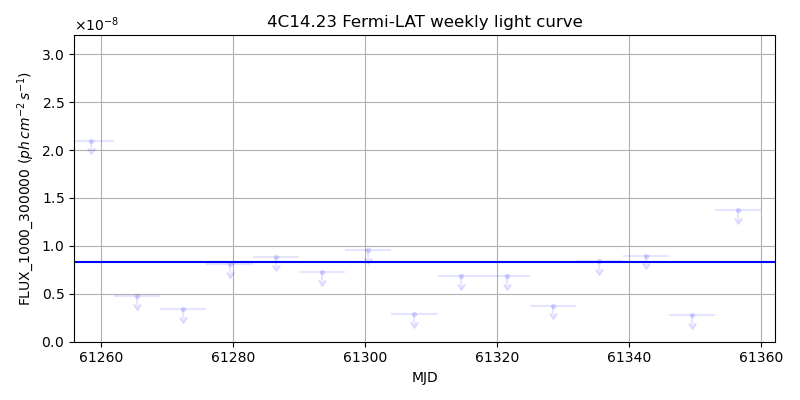 4C14.23 Fermi-LAT weekly light curve
×10⁻⁸
3.0
2.5
2.0
1.5
1.0
0.5
0.0
FLUX_1000_300000 (ph cm⁻² s⁻¹)
61260 61280 61300 61320 61340 61360
MJD